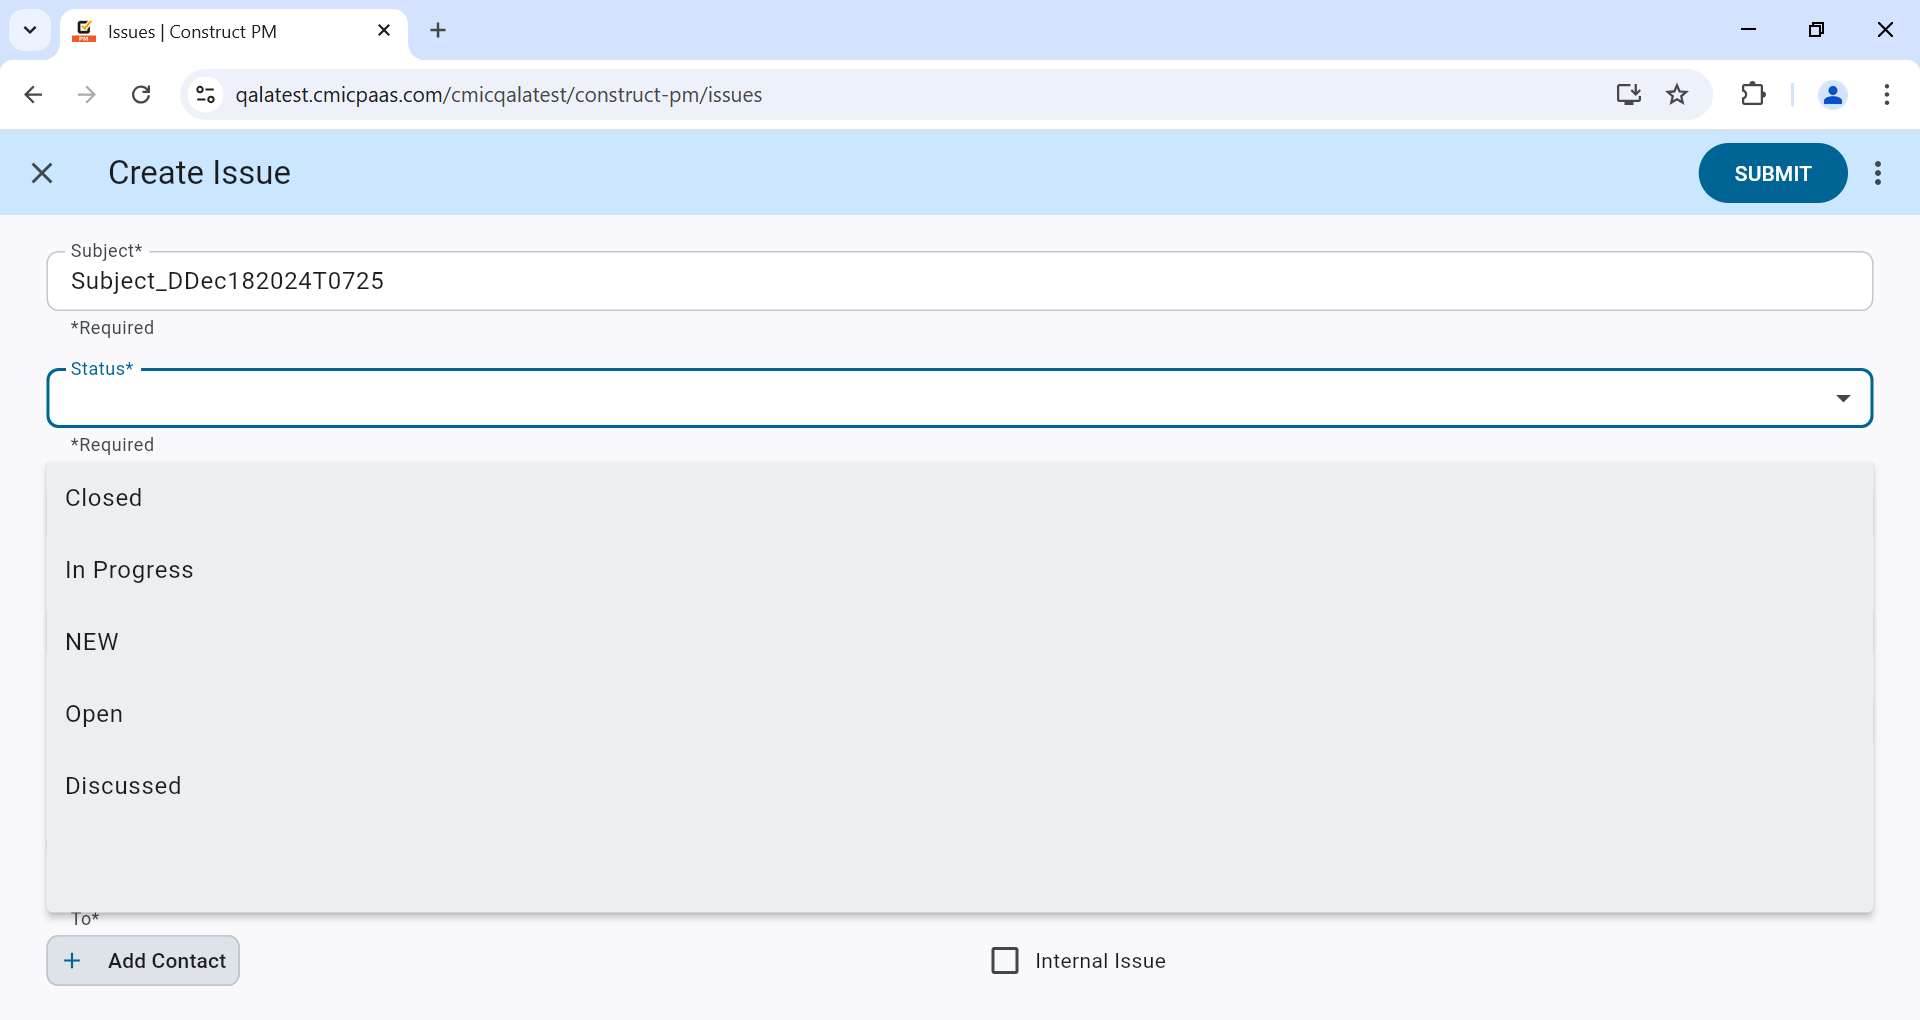 Issues | Construct PM
qalatest.cmicpaas.com/cmicqalatest/construct-pm/issues
Create Issue
SUBMIT
Subject*
Subject_DDec182024T0725
*Required
Status*
*Required
Closed
In Progress
NEW
Open
Discussed
To*
Add Contact
Internal Issue